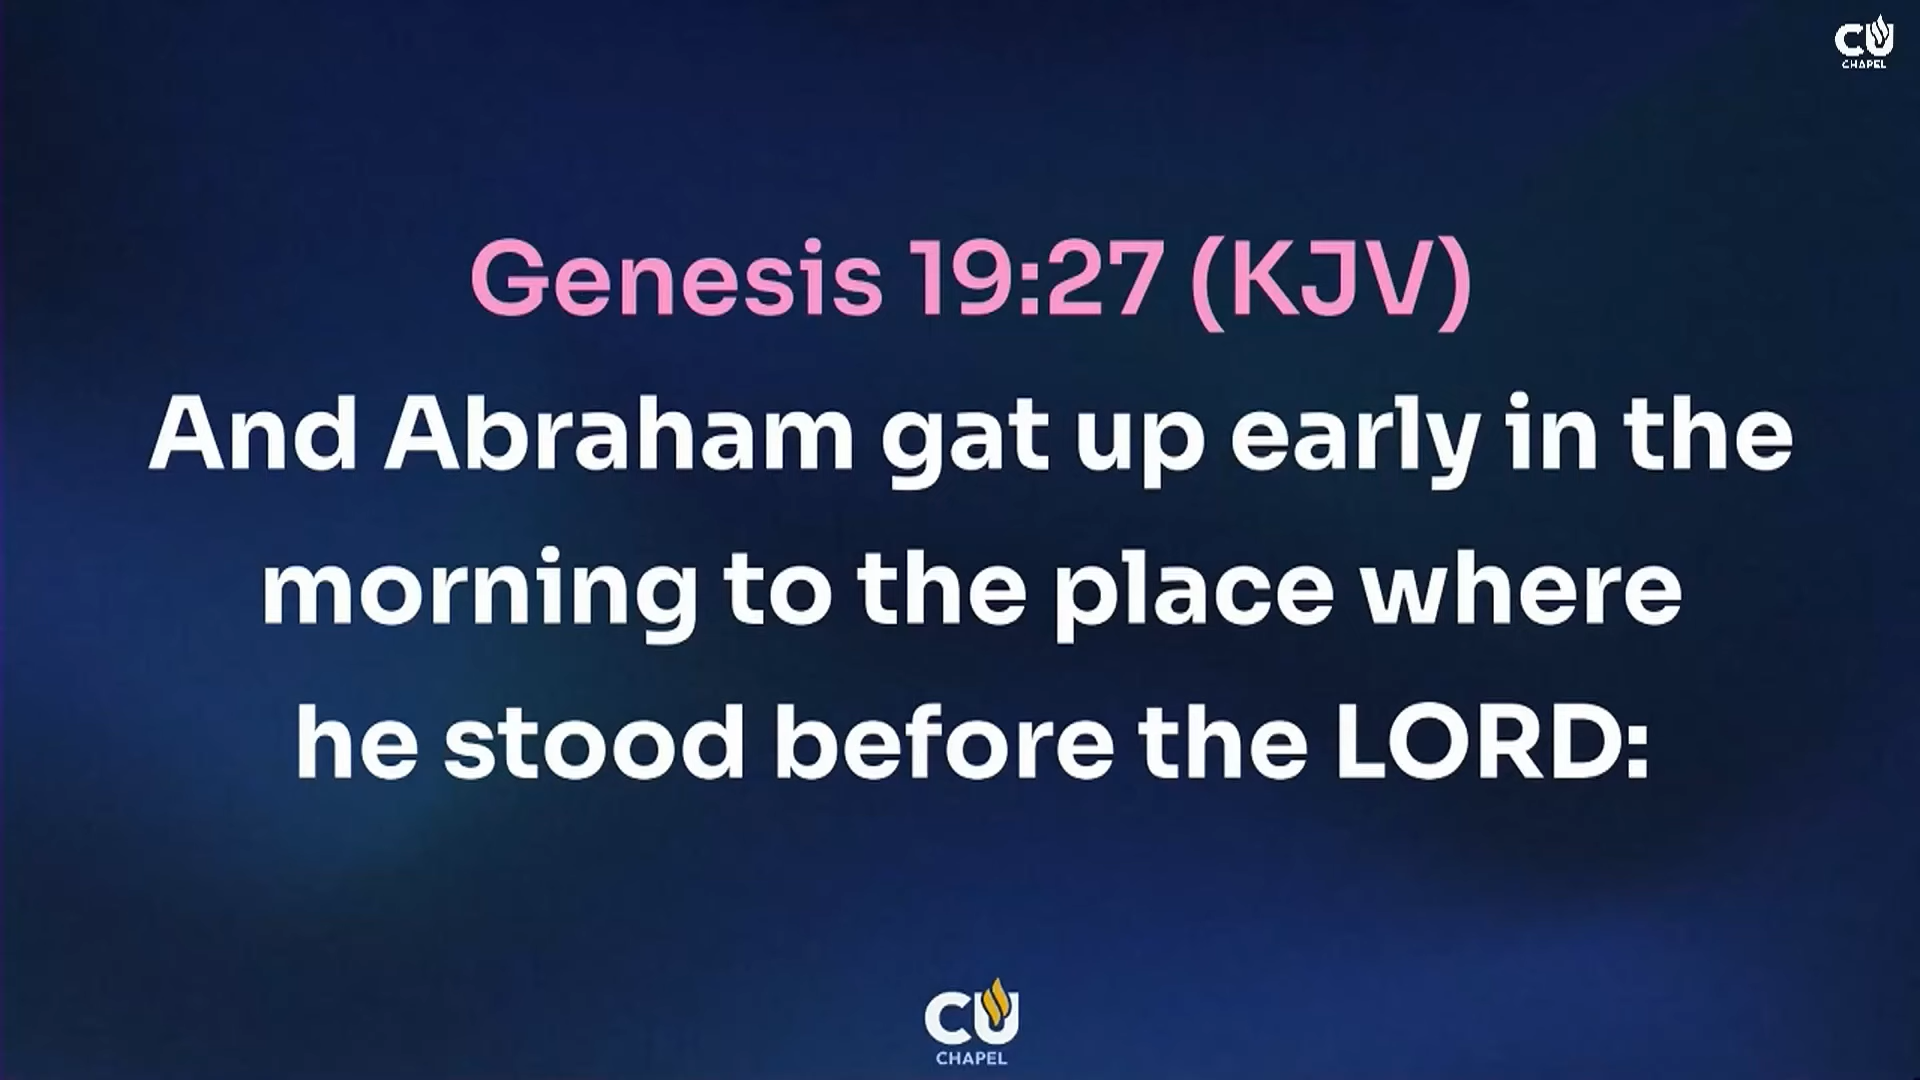 CU
CHAPEL
Genesis 19:27 (KJV)
And Abraham gat up early in the
morning to the place where
he stood before the LORD:
CU
CHAPEL